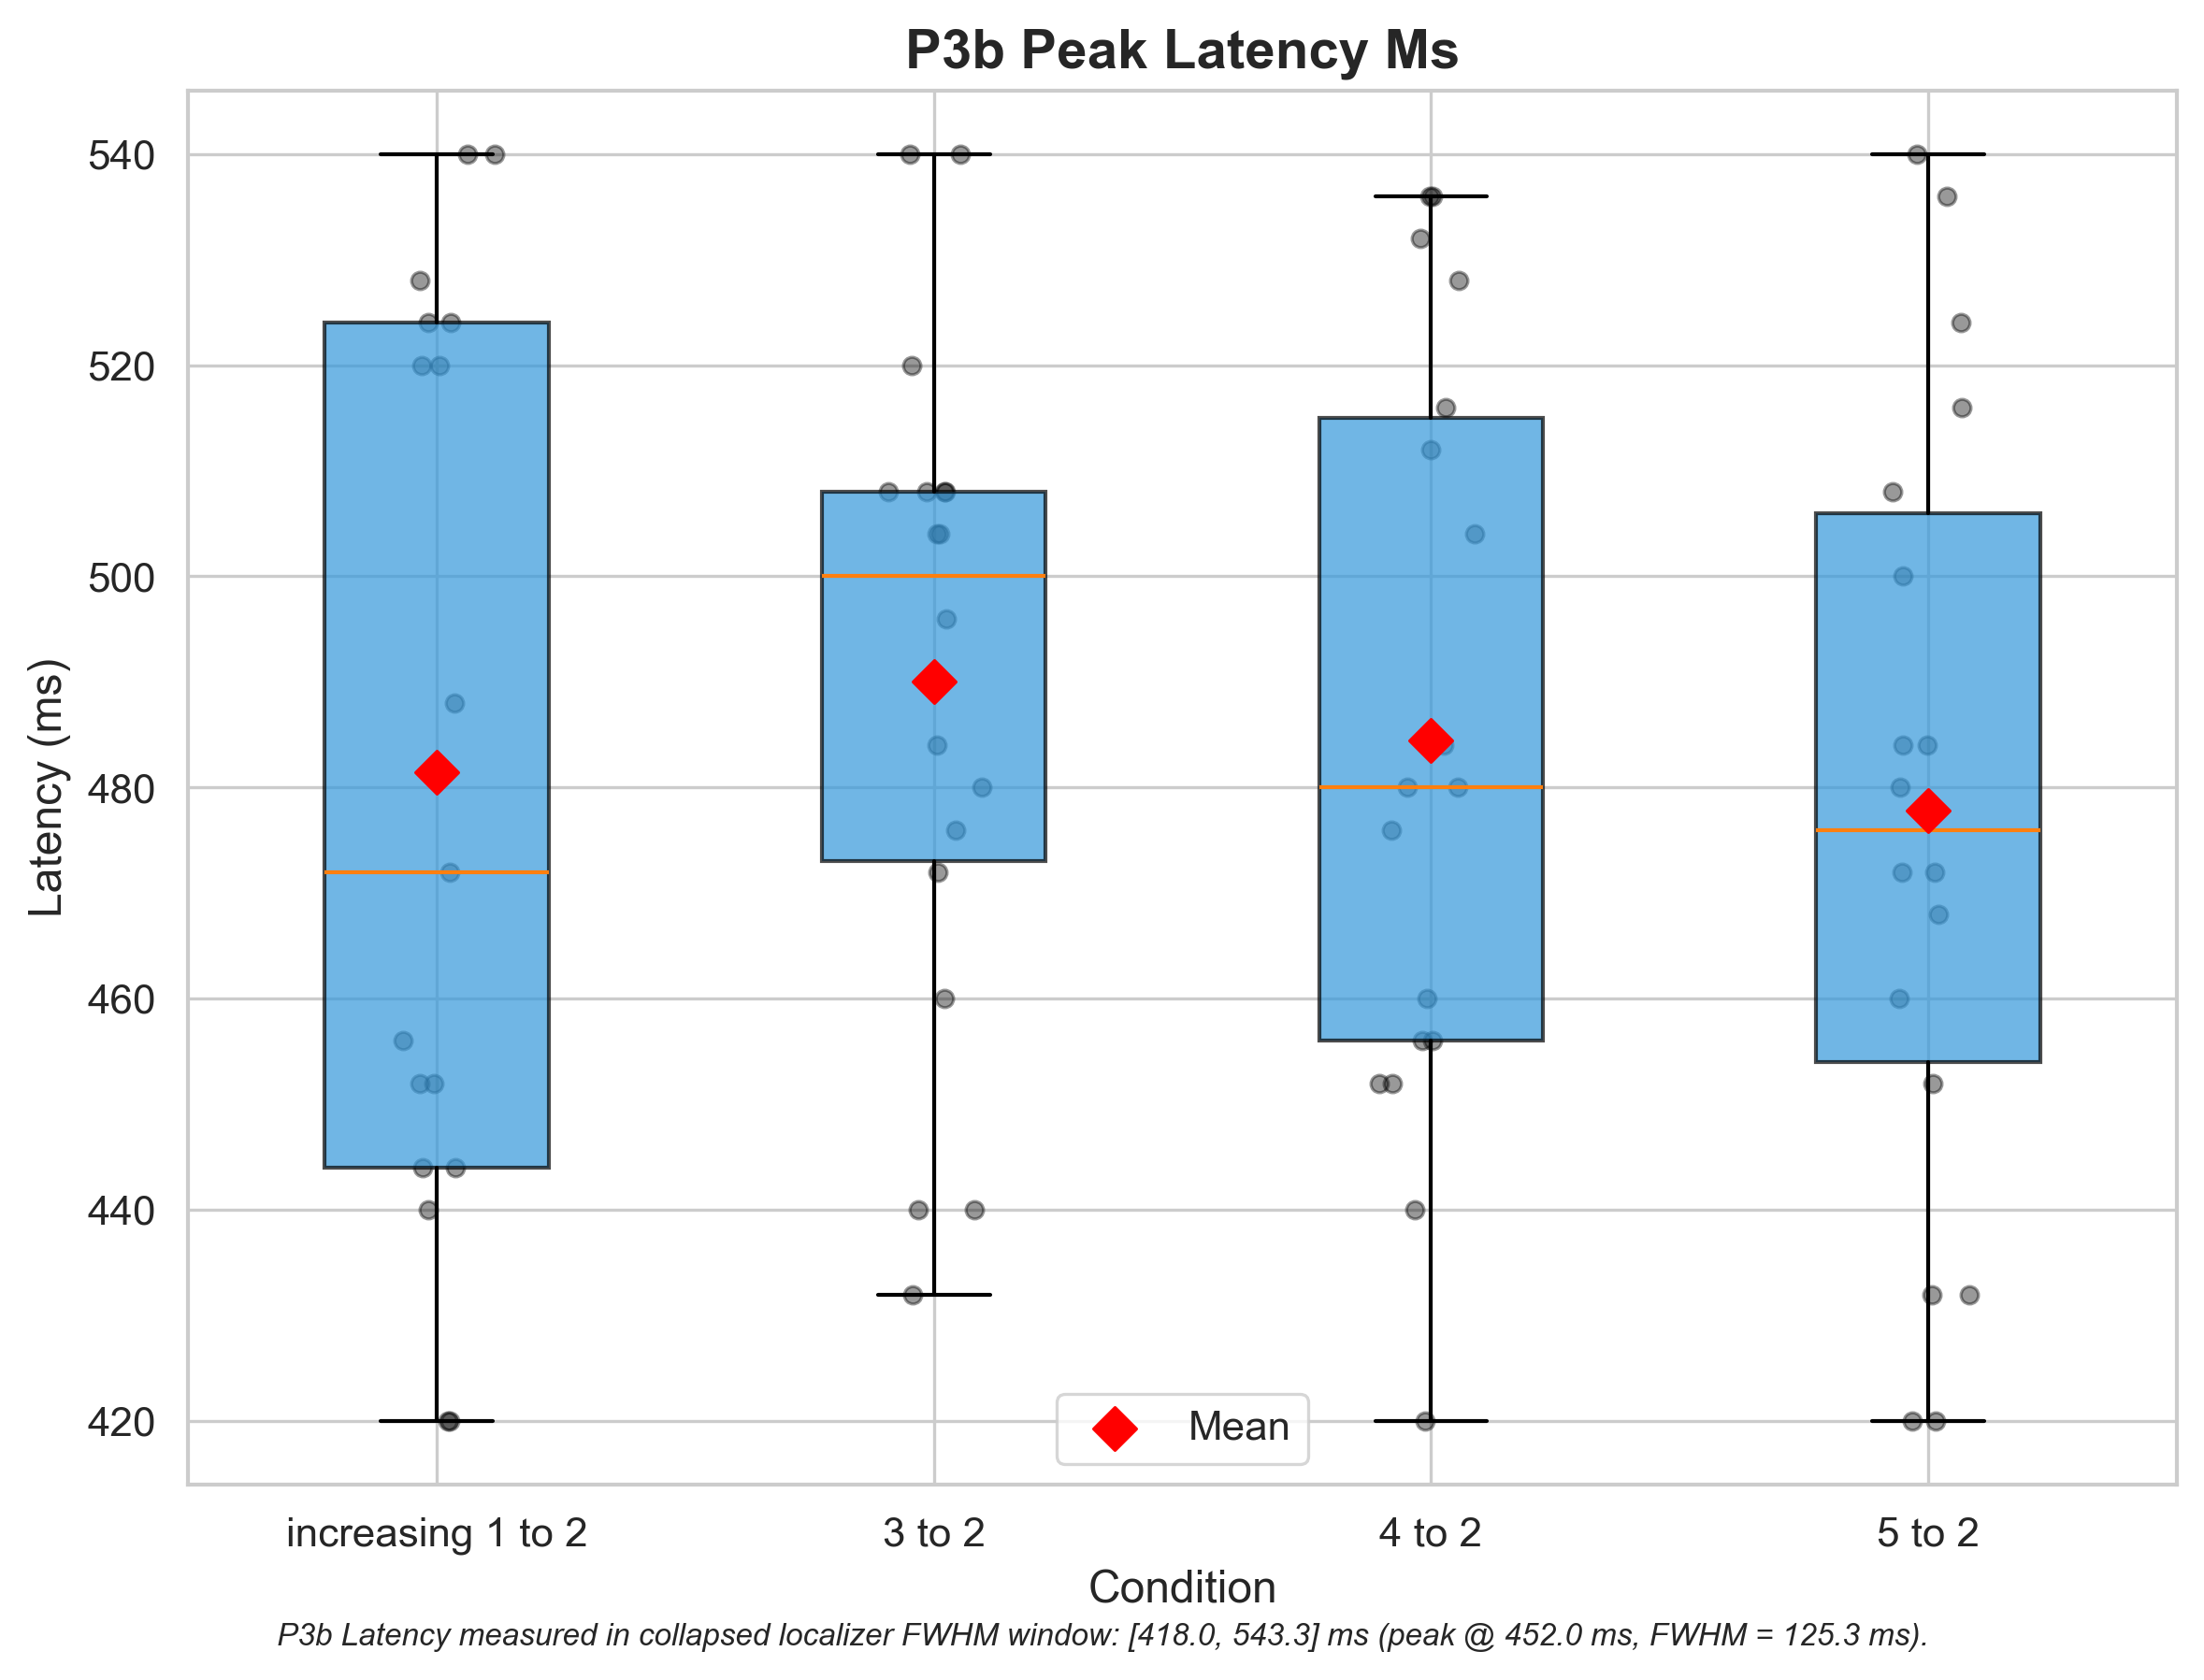 P3b Peak Latency Ms
Latency (ms)
540
520
500
480
460
440
420
Mean
increasing 1 to 2
3 to 2
4 to 2
5 to 2
Condition
P3b Latency measured in collapsed localizer FWHM window: [418.0, 543.3] ms (peak @ 452.0 ms, FWHM = 125.3 ms).